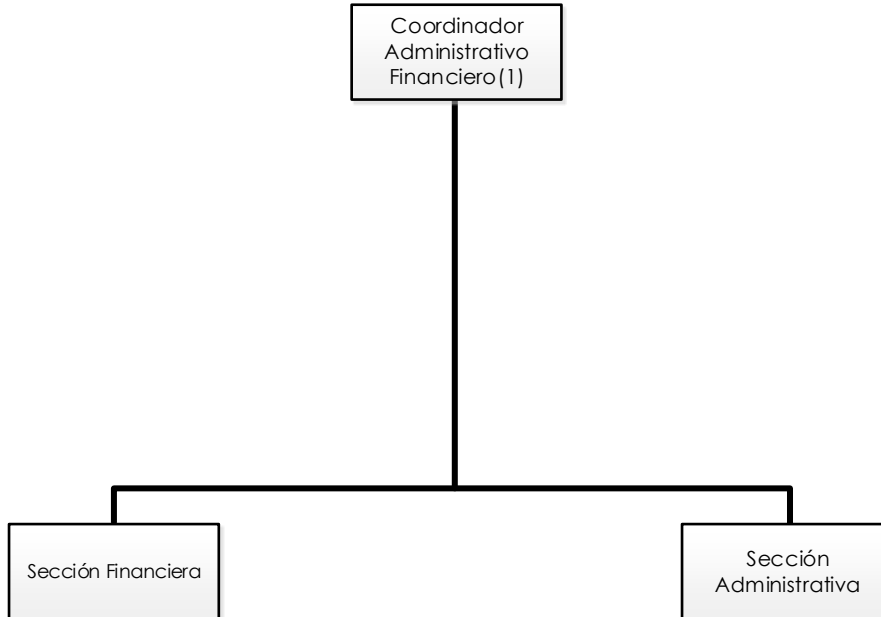 Coordinador
Administrativo
Financiero(1)
Sección Financiera
Sección
Administrativa